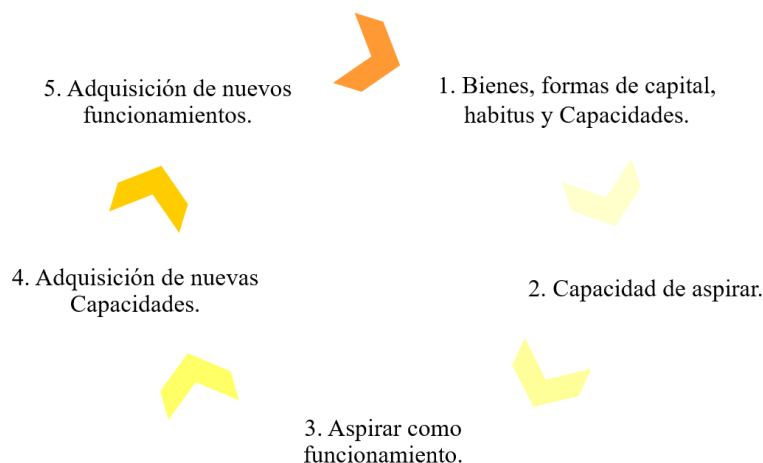 1. Bienes, formas de capital,
habitus y Capacidades.
2. Capacidad de aspirar.
3. Aspirar como
funcionamiento.
4. Adquisición de nuevas
Capacidades.
5. Adquisición de nuevos
funcionamientos.